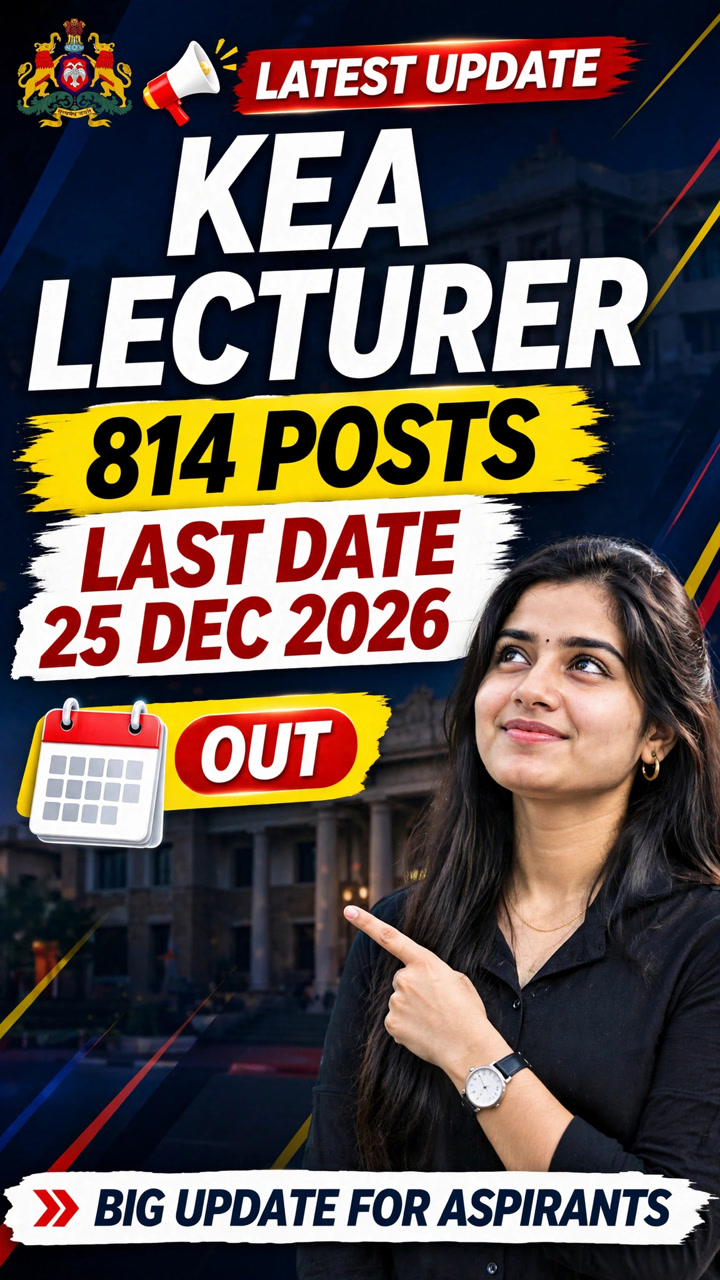 LATEST UPDATE
KEA
LECTURER
814 POSTS
LAST DATE
25 DEC 2026
OUT
BIG UPDATE FOR ASPIRANTS